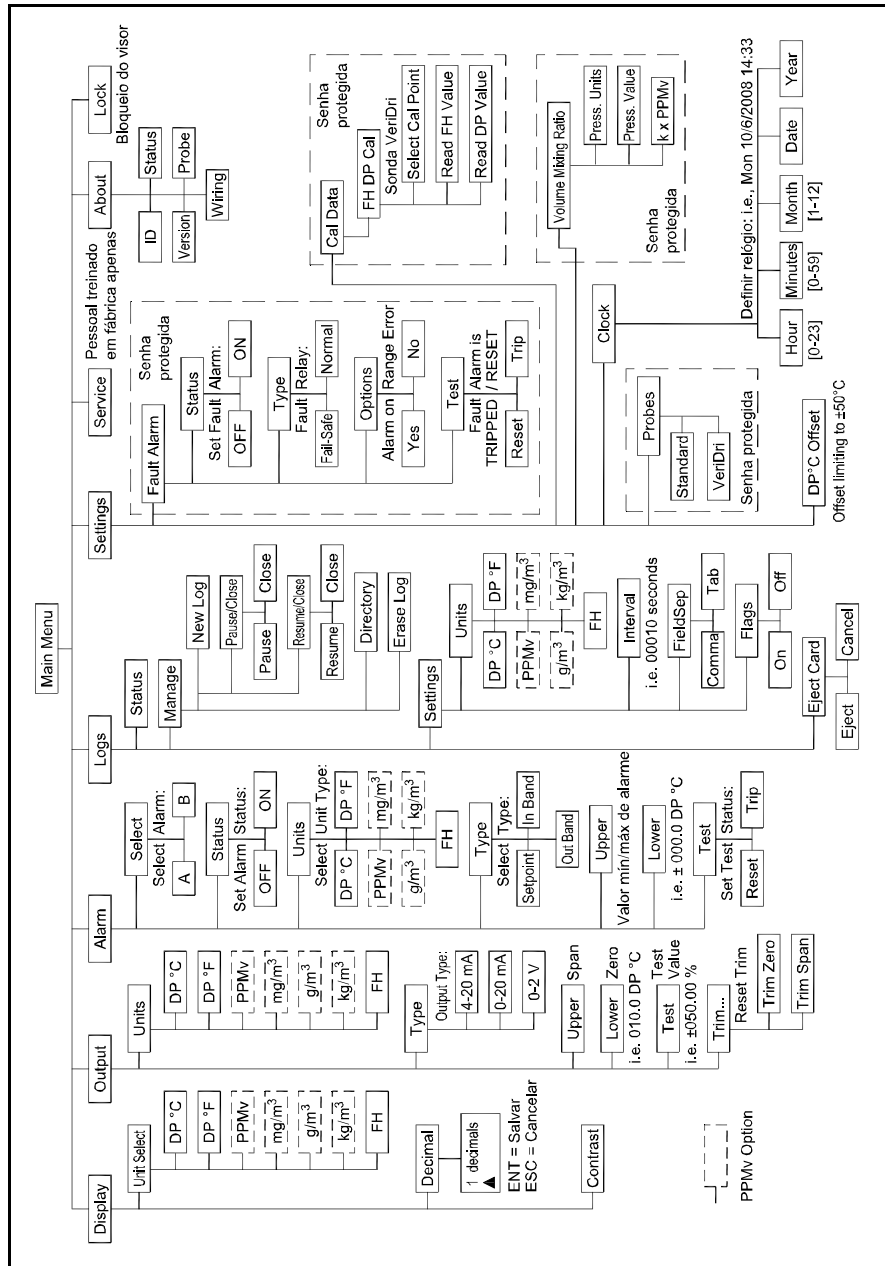 Main Menu
Display
Unit Select
DP °C
DP °F
PPMv
mg/m³
g/m³
kg/m³
FH
Decimal
1 decimals
▲
ENT = Salvar
ESC = Cancelar
Contrast
PPMv Option
Output
Units
DP °C
DP °F
PPMv
mg/m³
g/m³
kg/m³
FH
Type
Output Type:
4-20 mA
0-20 mA
0-2 V
Upper
Span
Lower
Zero
i.e. 010.0 DP °C
Test
Test
Value
i.e. ±050.00 %
Trim...
Reset Trim
Trim Zero
Trim Span
Alarm
Select
Select Alarm:
A
B
Status
Set Alarm Status:
OFF
ON
Units
Select Unit Type:
DP °C
DP °F
PPMv
mg/m³
g/m³
kg/m³
FH
Type
Select Type:
Setpoint
In Band
Out Band
Upper
Valor mín/máx de alarme
Lower
i.e. ± 000.0 DP °C
Test
Set Test Status:
Reset
Trip
Logs
Status
Manage
New Log
Pause/Close
Pause
Close
Resume/Close
Resume
Close
Directory
Erase Log
Settings
Units
DP °C
DP °F
PPMv
mg/m³
g/m³
kg/m³
FH
Interval
i.e. 00010 seconds
FieldSep
Comma
Tab
Flags
On
Off
Eject Card
Eject
Cancel
Settings
Fault Alarm
Senha
protegida
Status
Set Fault Alarm:
OFF
ON
Type
Fault Relay:
Fail-Safe
Normal
Options
Alarm on Range Error
Yes
No
Test
Fault Alarm is
TRIPPED / RESET
Reset
Trip
Cal Data
Senha
protegida
FH DP Cal
Sonda VeriDri
Select Cal Point
Read FH Value
Read DP Value
Volume Mixing Ratio
Press. Units
Press. Value
k x PPMv
Senha
protegida
Clock
Definir relógio: i.e., Mon 10/6/2008 14:33
Hour
[0-23]
Minutes
[0-59]
Month
[1-12]
Date
Year
Probes
Standard
VeriDri
Senha protegida
DP°C Offset
Offset limiting to ±50°C
Service
Pessoal treinado
em fábrica apenas
About
ID
Status
Version
Probe
Wiring
Lock
Bloqueio do visor